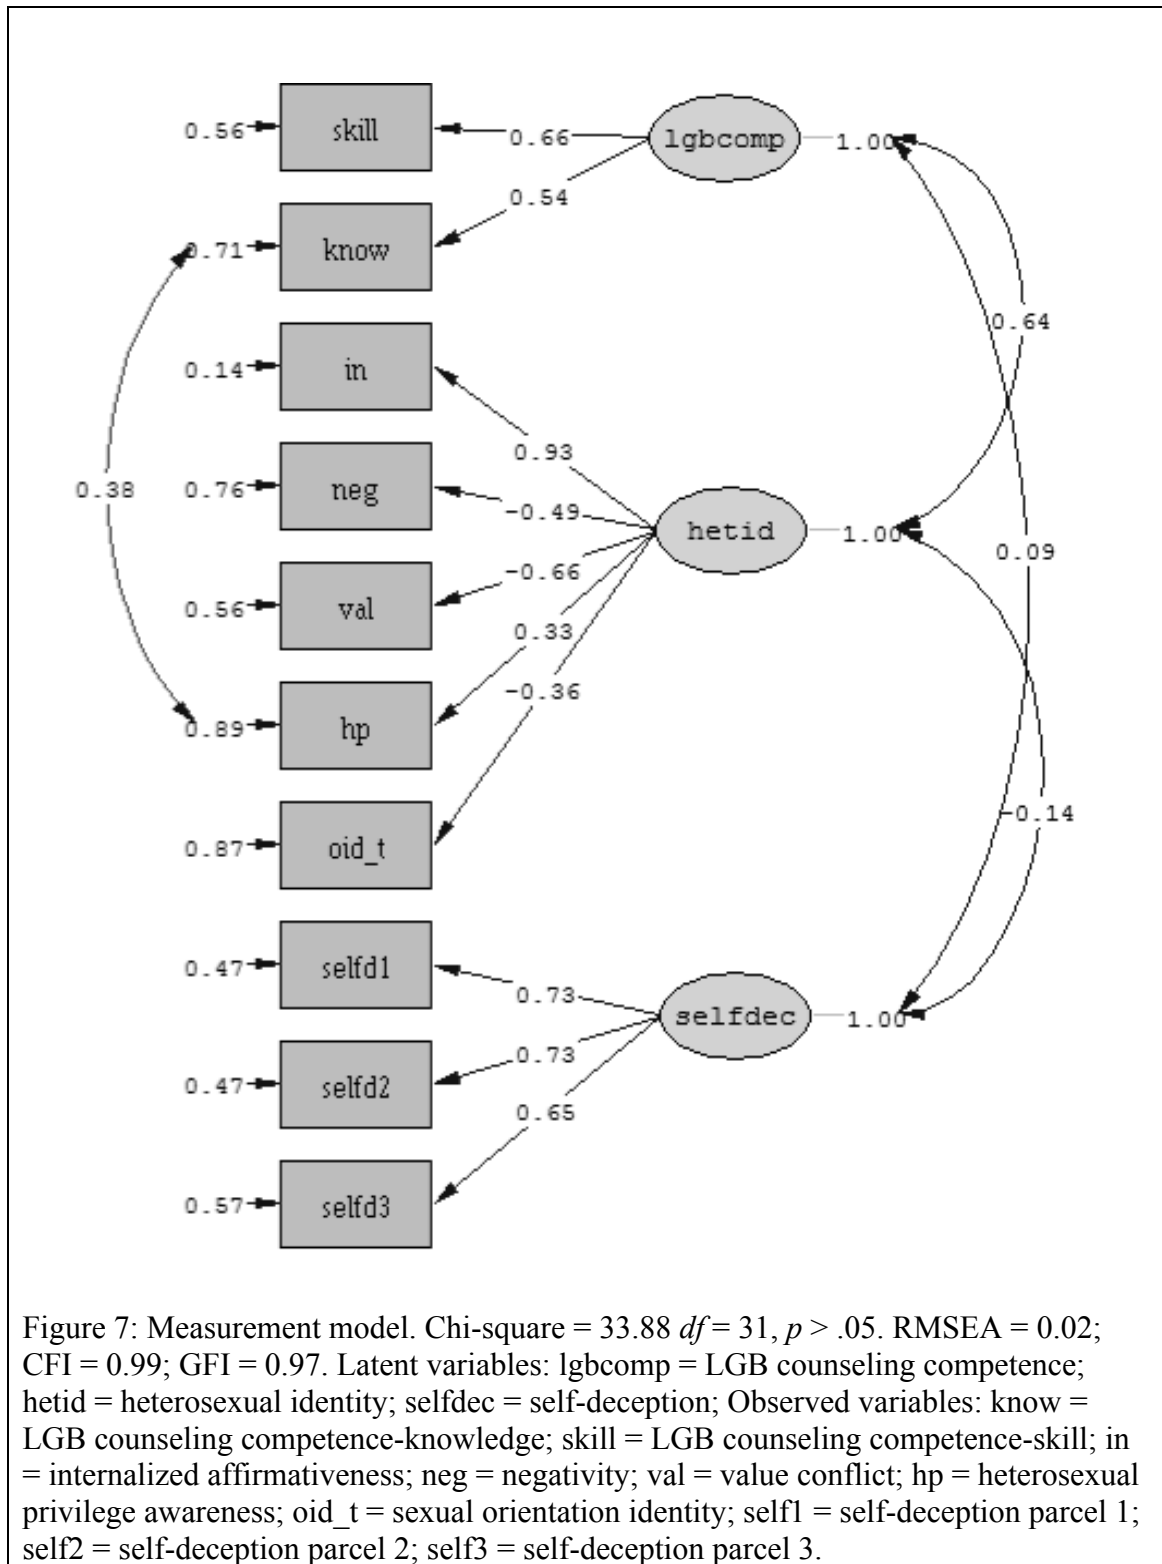 0.56 skill 0.66 lgbcomp 1.00
0.54
0.71 know
0.64
0.14 in
0.93
0.38 0.76 neg -0.49 hetid 1.00
0.09
-0.66
0.56 val
0.33
-0.36
0.89 hp
-0.14
0.87 oid_t
0.47 selfd1
0.73 selfdec 1.00
0.73
0.47 selfd2
0.65
0.57 selfd3
Figure 7: Measurement model. Chi-square = 33.88 df = 31, p > .05. RMSEA = 0.02;
CFI = 0.99; GFI = 0.97. Latent variables: lgbcomp = LGB counseling competence;
hetid = heterosexual identity; selfdec = self-deception; Observed variables: know =
LGB counseling competence-knowledge; skill = LGB counseling competence-skill; in
= internalized affirmativeness; neg = negativity; val = value conflict; hp = heterosexual
privilege awareness; oid_t = sexual orientation identity; self1 = self-deception parcel 1;
self2 = self-deception parcel 2; self3 = self-deception parcel 3.